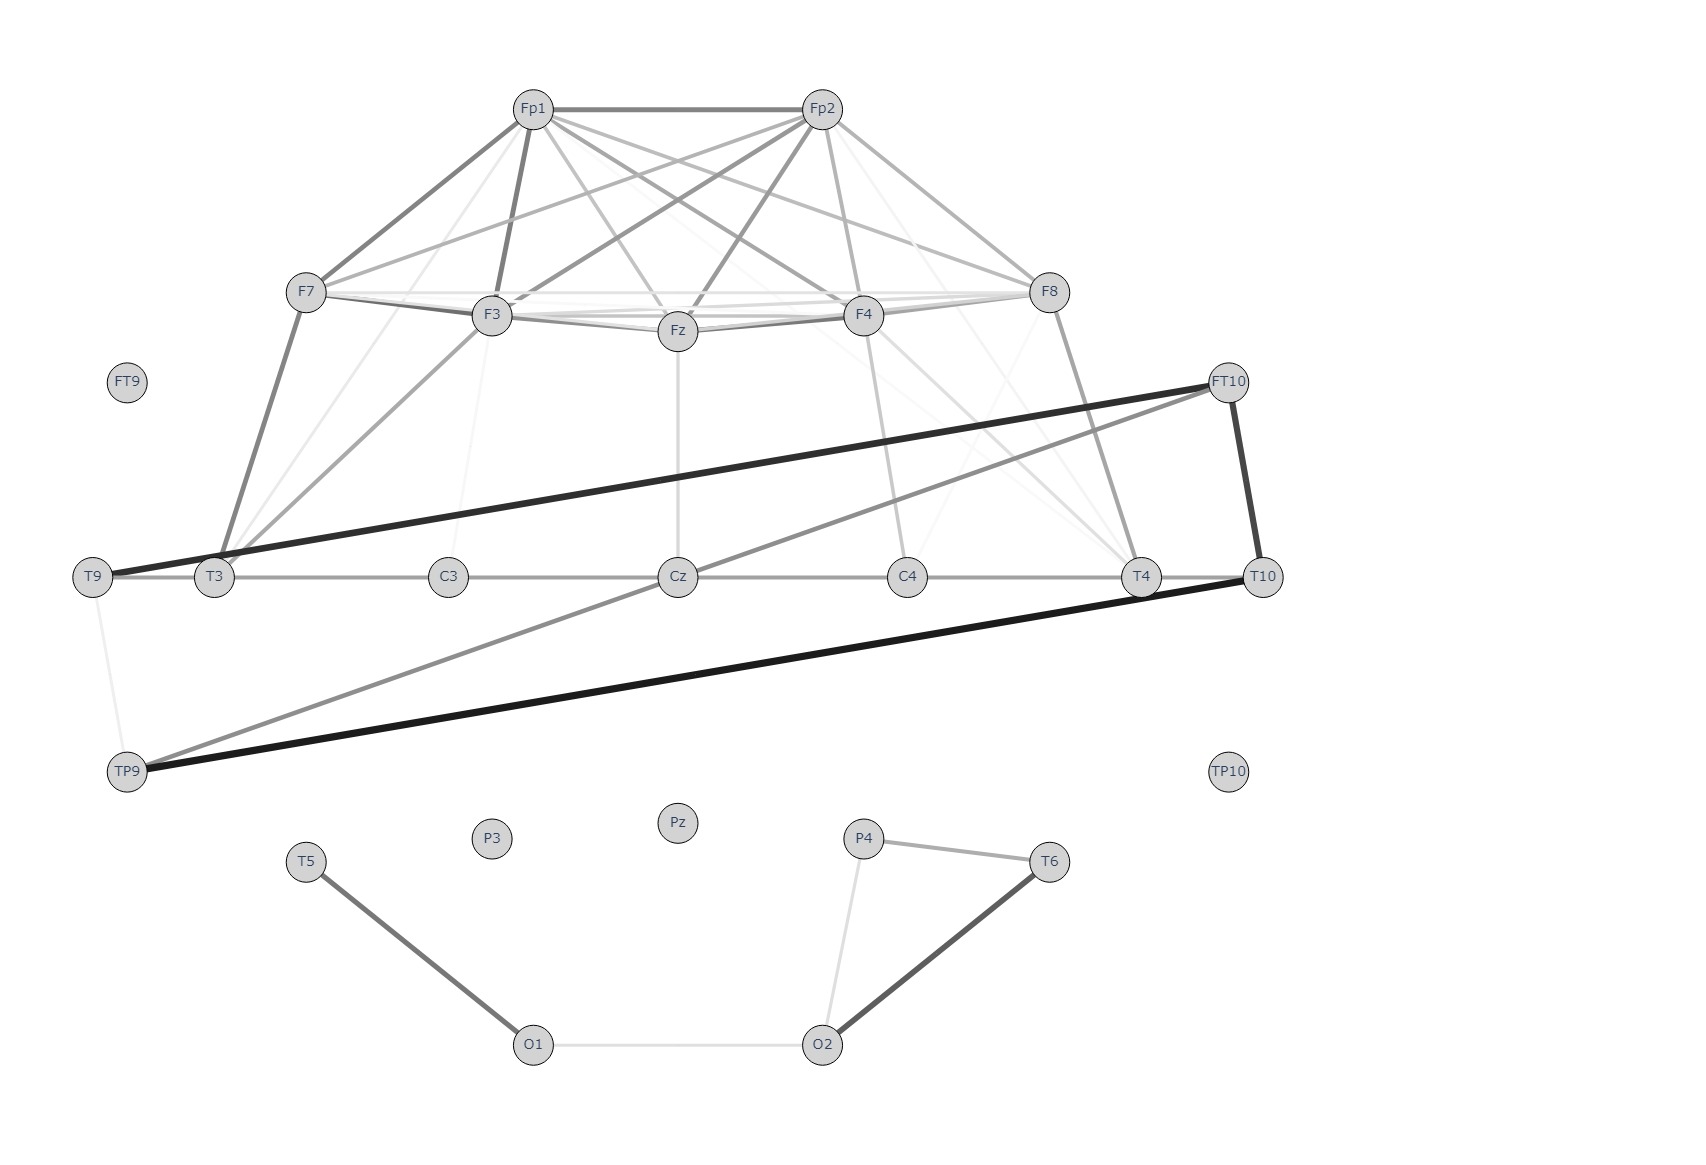 Fp1 Fp2
F7 F3 Fz F4 F8
FT9 FT10
T9 T3 C3 Cz C4 T4 T10
TP9 TP10
T5 P3 Pz P4 T6
O1 O2